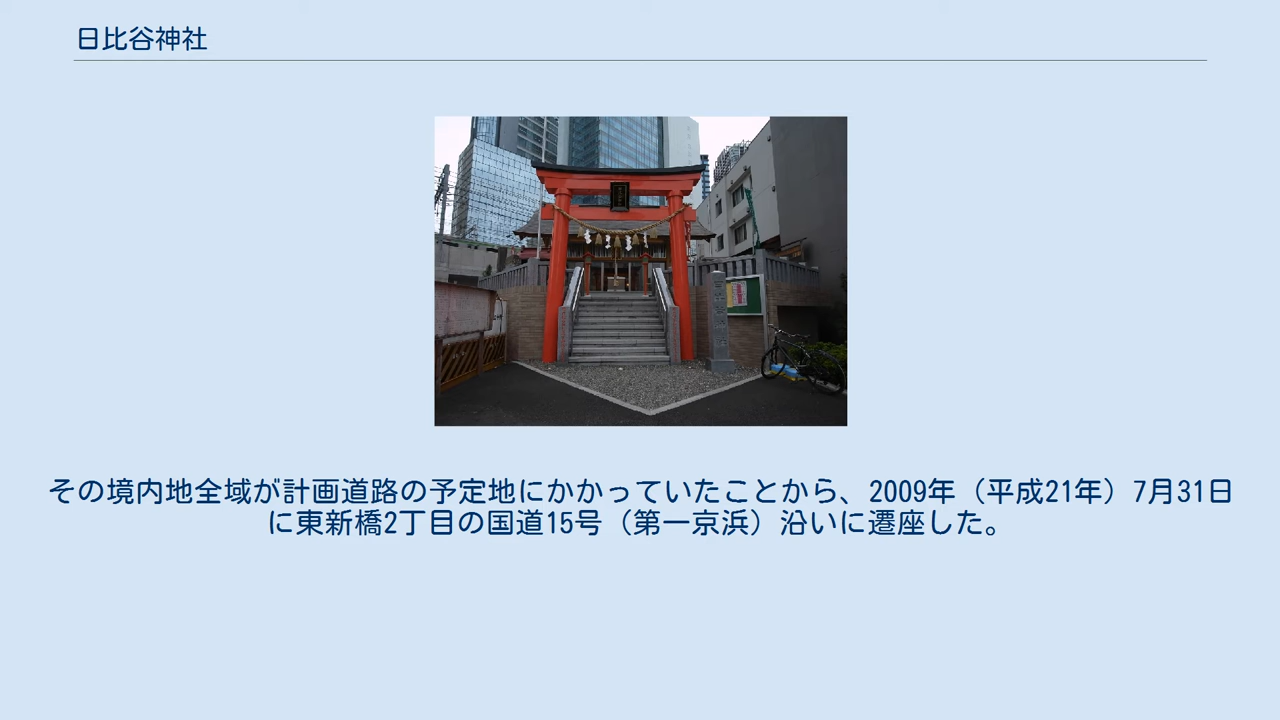 日比谷神社
その境内地全域が計画道路の予定地にかかっていたことから、2009年（平成21年）7月31日
に東新橋2丁目の国道15号（第一京浜）沿いに遷座した。